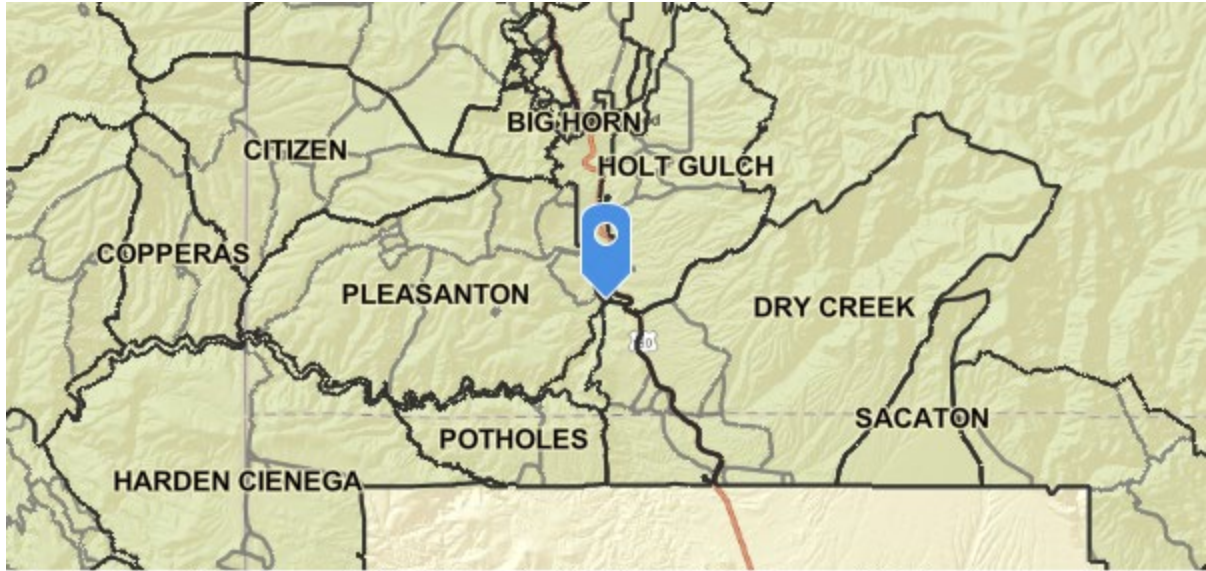 BIG HORN
CITIZEN
HOLT GULCH
COPPERAS
PLEASANTON
DRY CREEK
SACATON
POTHOLES
HARDEN CIENEGA